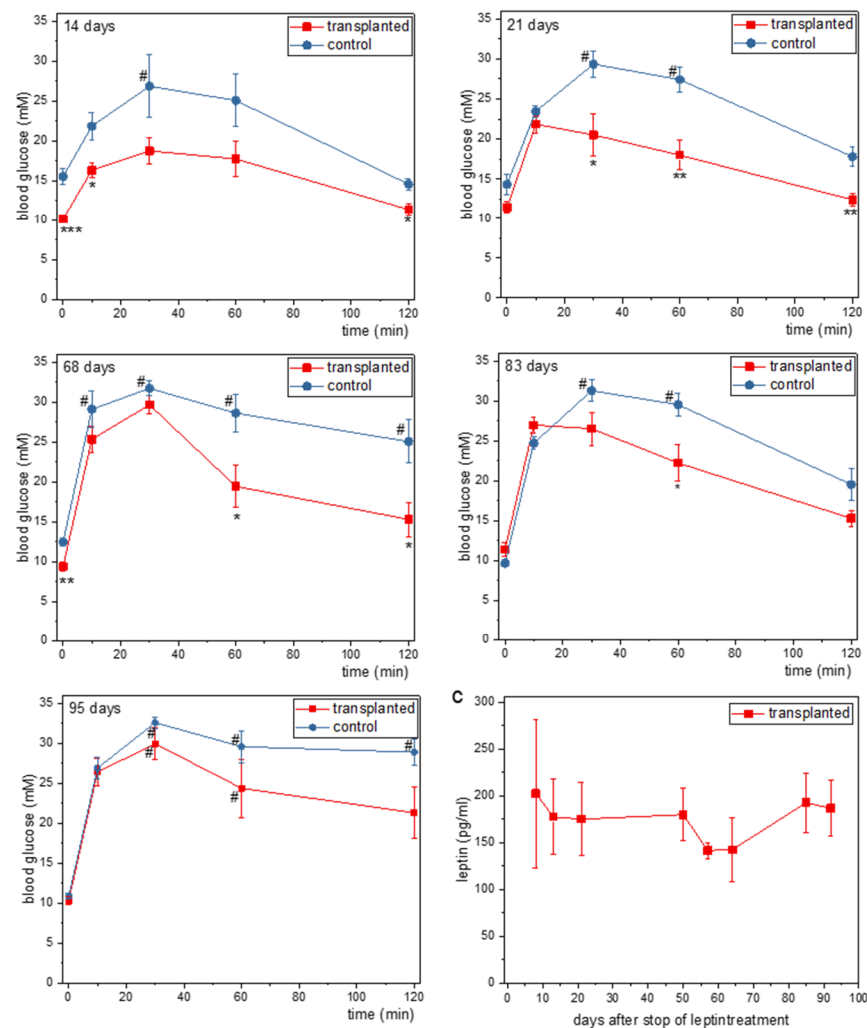 14 days
transplanted
control
blood glucose (mM)
35
30
25
20
15
10
5
0
#
***
*
*
0 20 40 60 80 100 120
time (min)
21 days
transplanted
control
blood glucose (mM)
35
30
25
20
15
10
5
0
#
#
*
**
**
0 20 40 60 80 100 120
time (min)
68 days
transplanted
control
blood glucose (mM)
35
30
25
20
15
10
5
0
#
#
#
#
**
*
*
0 20 40 60 80 100 120
time (min)
83 days
transplanted
control
blood glucose (mM)
35
30
25
20
15
10
5
0
#
#
*
0 20 40 60 80 100 120
time (min)
95 days
transplanted
control
blood glucose (mM)
35
30
25
20
15
10
5
0
#
#
#
#
#
0 20 40 60 80 100 120
time (min)
C
transplanted
leptin (pg/ml)
300
250
200
150
100
50
0
0 10 20 30 40 50 60 70 80 90 100
days after stop of leptintreatment